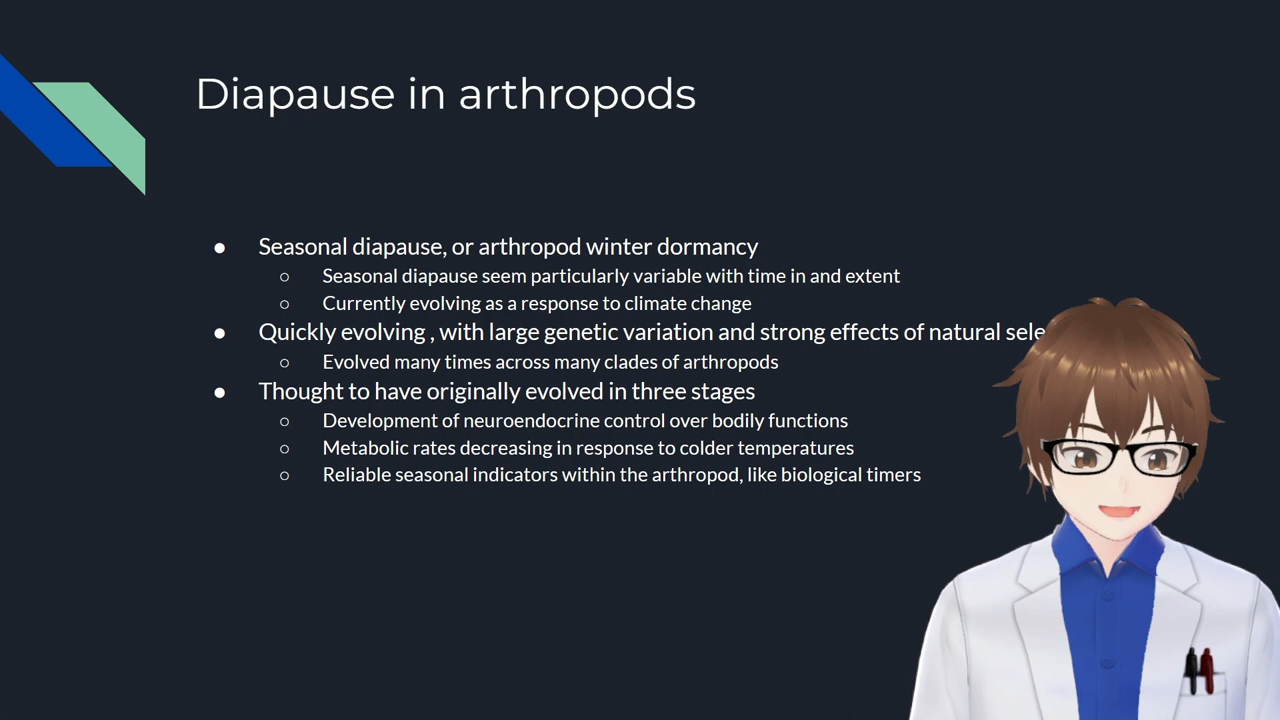 Diapause in arthropods
● Seasonal diapause, or arthropod winter dormancy
○ Seasonal diapause seem particularly variable with time in and extent
○ Currently evolving as a response to climate change
● Quickly evolving , with large genetic variation and strong effects of natural sele
○ Evolved many times across many clades of arthropods
● Thought to have originally evolved in three stages
○ Development of neuroendocrine control over bodily functions
○ Metabolic rates decreasing in response to colder temperatures
○ Reliable seasonal indicators within the arthropod, like biological timers